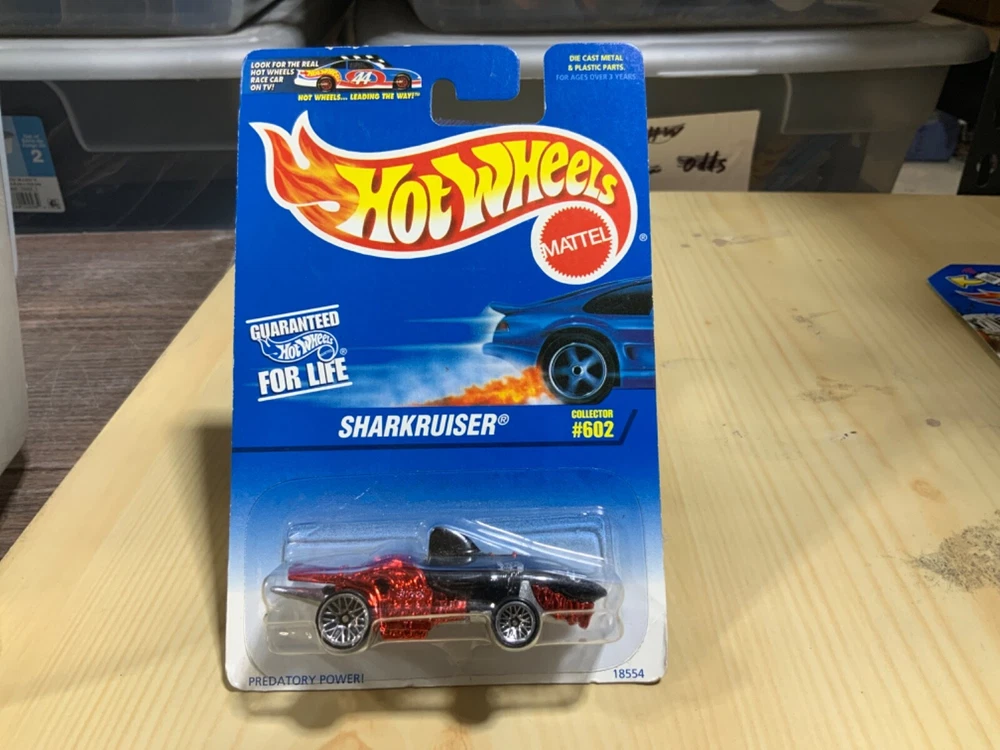 LOOK FOR THE REAL
HOT WHEELS
RACE CAR
ON TV!
44
HOT WHEELS... LEADING THE WAY!™
DIE CAST METAL
& PLASTIC PARTS.
FOR AGES OVER 3 YEARS
HOT WHEELS
®
MATTEL
GUARANTEED
HOT WHEELS
®
FOR LIFE
SHARKRUISER®
COLLECTOR
#602
PREDATORY POWER!
18554
2
HW
odds